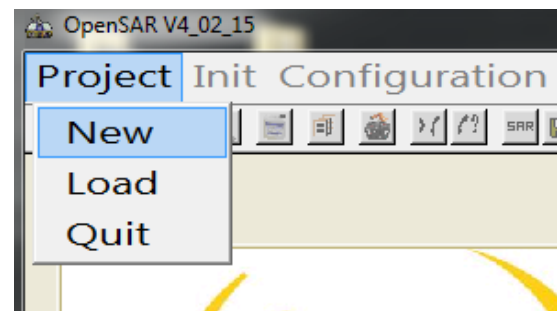 OpenSAR V4_02_15
Project Init Configuration
New
SAR
Load
Quit